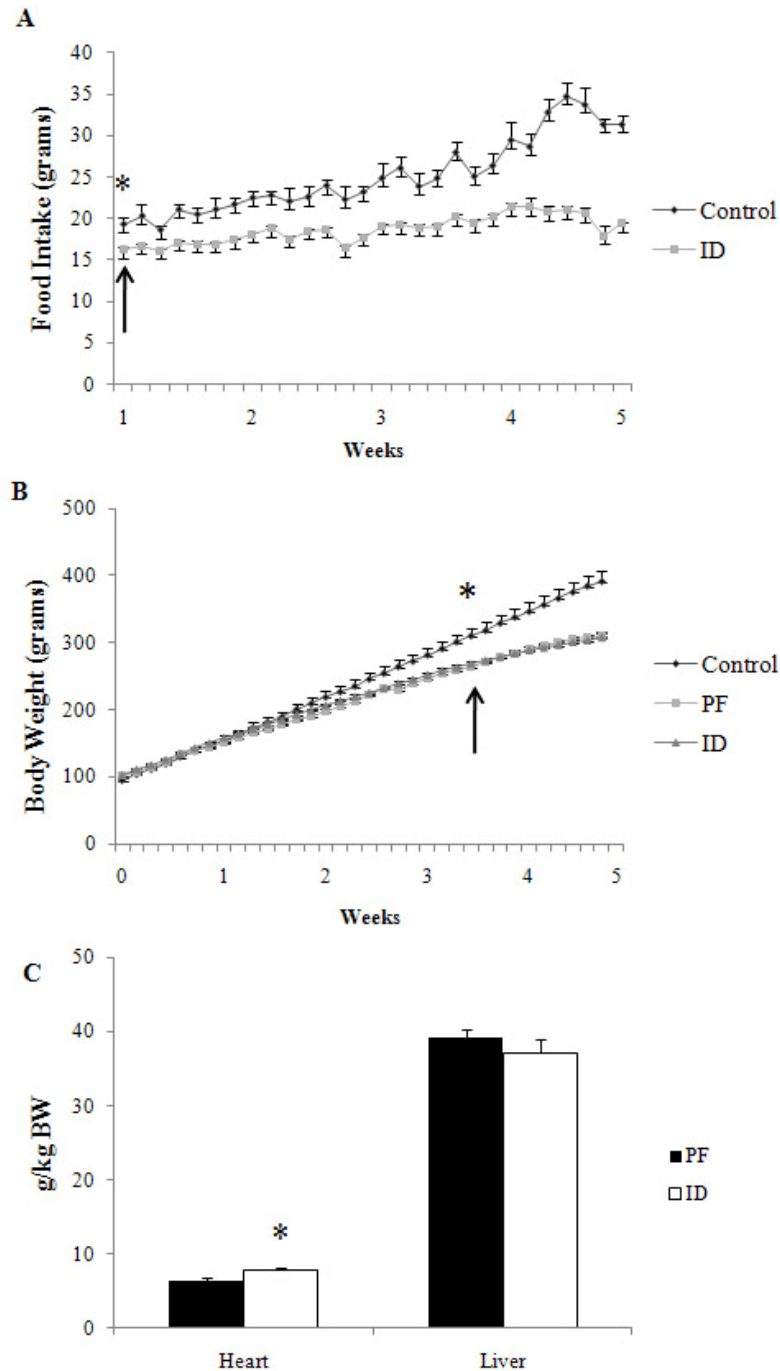 A
Food Intake (grams)
40
35
30
25
20
15
10
5
0
*
Control
ID
1 2 3 4 5
Weeks
B
Body Weight (grams)
500
400
300
200
100
0
*
Control
PF
ID
0 1 2 3 4 5
Weeks
C
g/kg BW
50
40
30
20
10
0
*
PF
ID
Heart Liver